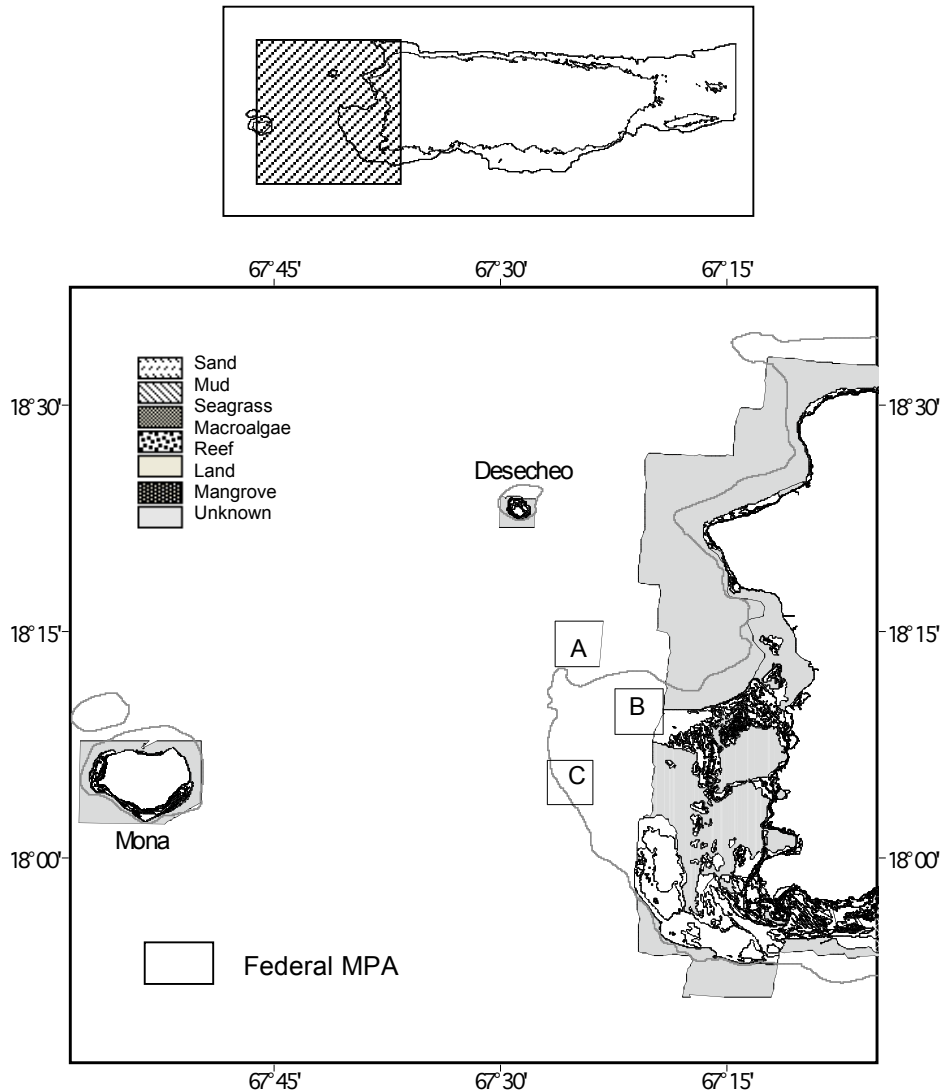 67°45'
67°30'
67°15'
Sand
Mud
Seagrass
Macroalgae
Reef
Land
Mangrove
Unknown
18°30'
18°30'
Desecheo
18°15'
18°15'
A
B
C
Mona
18°00'
18°00'
Federal MPA
67°45'
67°30'
67°15'